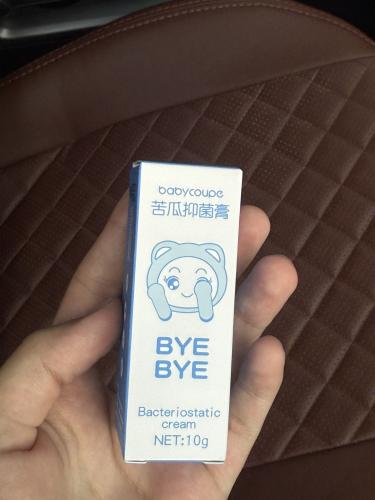 babycoupe
苦瓜抑菌膏
BYE
BYE
Bacteriostatic
cream
NET:10g